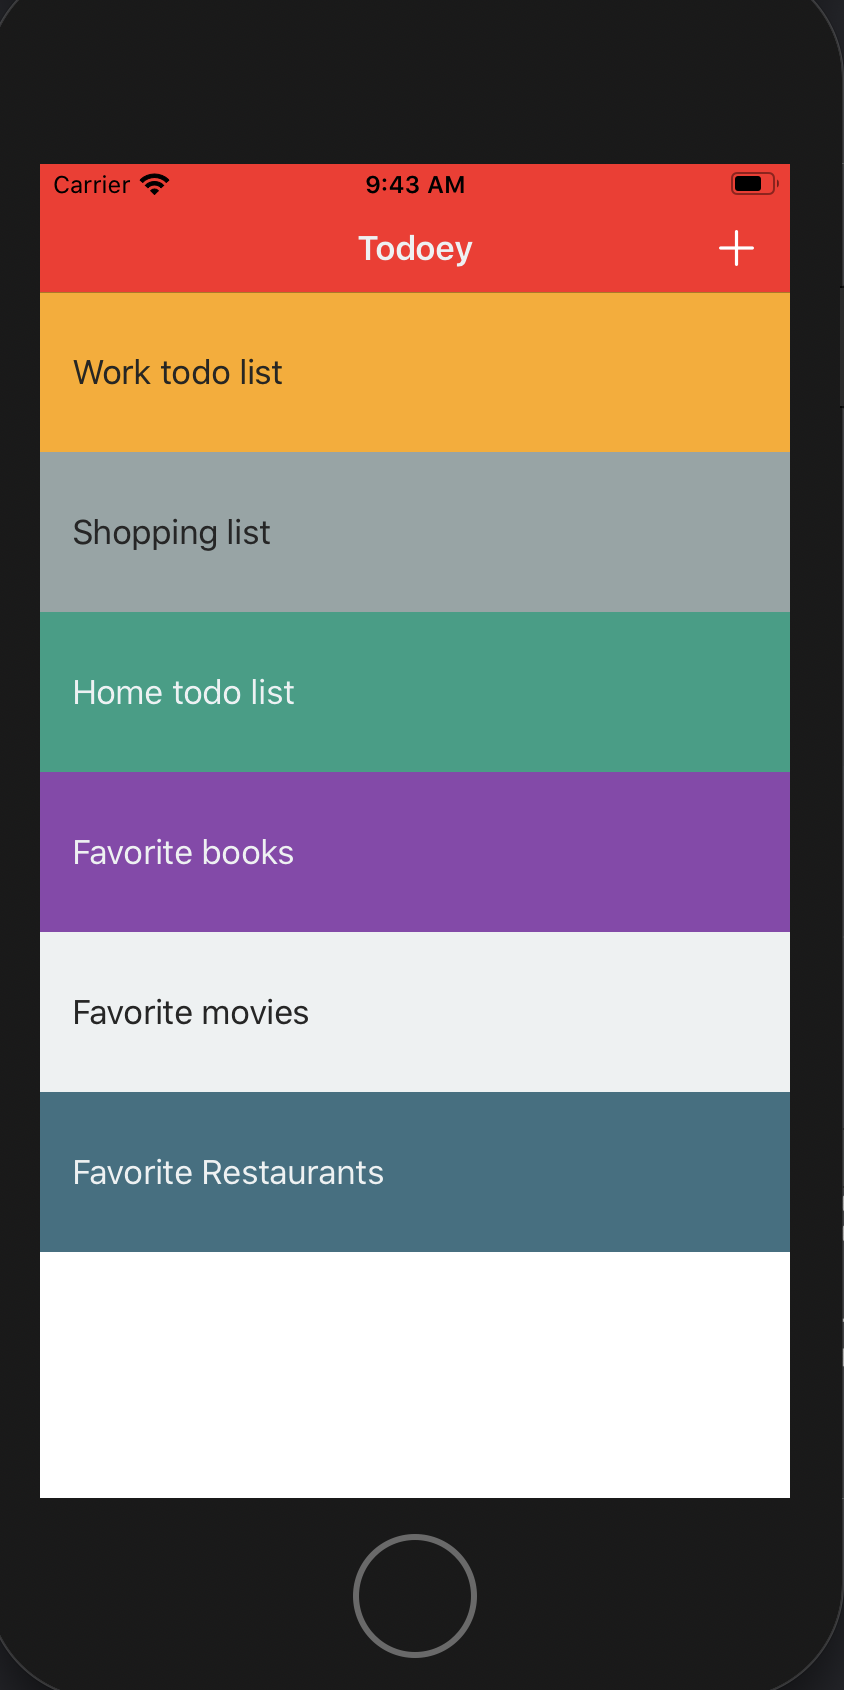 Carrier 9:43 AM
Todoey
Work todo list
Shopping list
Home todo list
Favorite books
Favorite movies
Favorite Restaurants